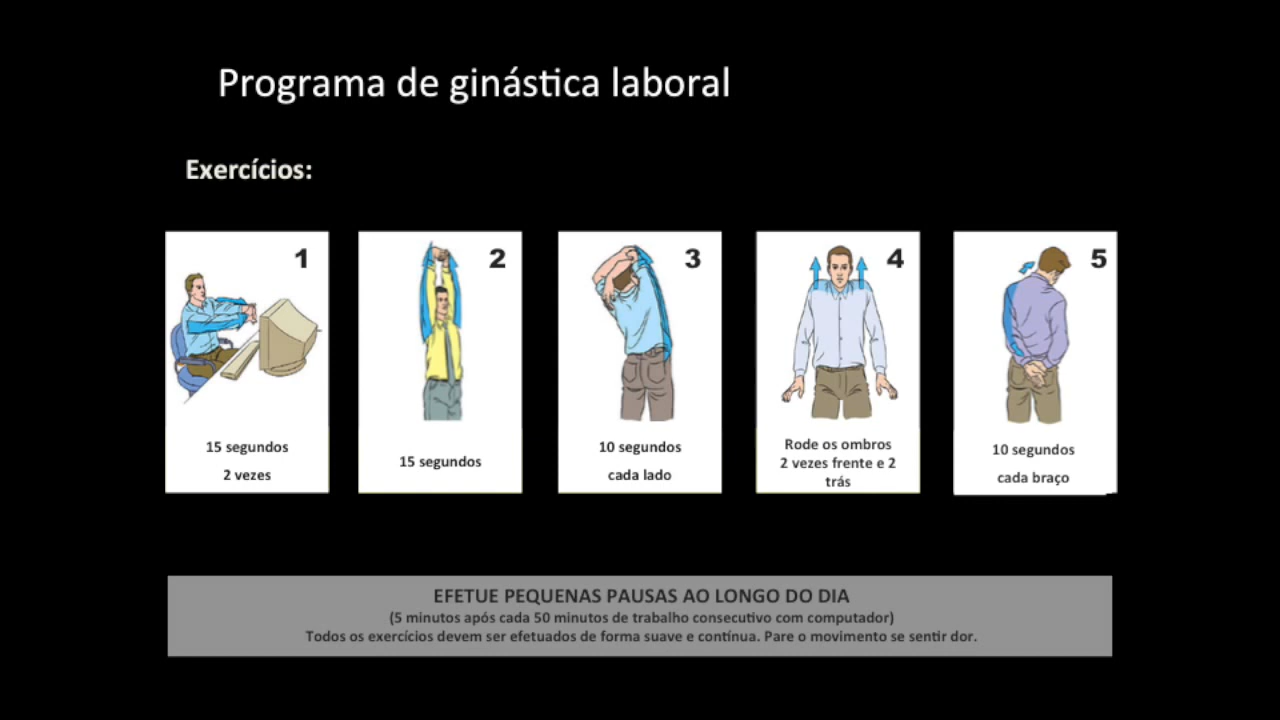 Programa de ginástica laboral
Exercícios:
1
15 segundos
2 vezes
2
15 segundos
3
10 segundos
cada lado
4
Rode os ombros
2 vezes frente e 2
trás
5
10 segundos
cada braço
EFETUE PEQUENAS PAUSAS AO LONGO DO DIA
(5 minutos após cada 50 minutos de trabalho consecutivo com computador)
Todos os exercícios devem ser efetuados de forma suave e contínua. Pare o movimento se sentir dor.